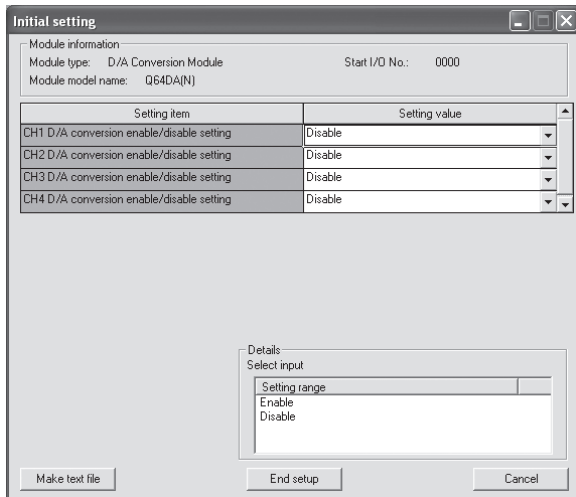 Initial setting
Module information
Module type: D/A Conversion Module Start I/O No.: 0000
Module model name: Q64DA(N)
Setting item Setting value
CH1 D/A conversion enable/disable setting Disable
CH2 D/A conversion enable/disable setting Disable
CH3 D/A conversion enable/disable setting Disable
CH4 D/A conversion enable/disable setting Disable
Details
Select input
Setting range
Enable
Disable
Make text file End setup Cancel